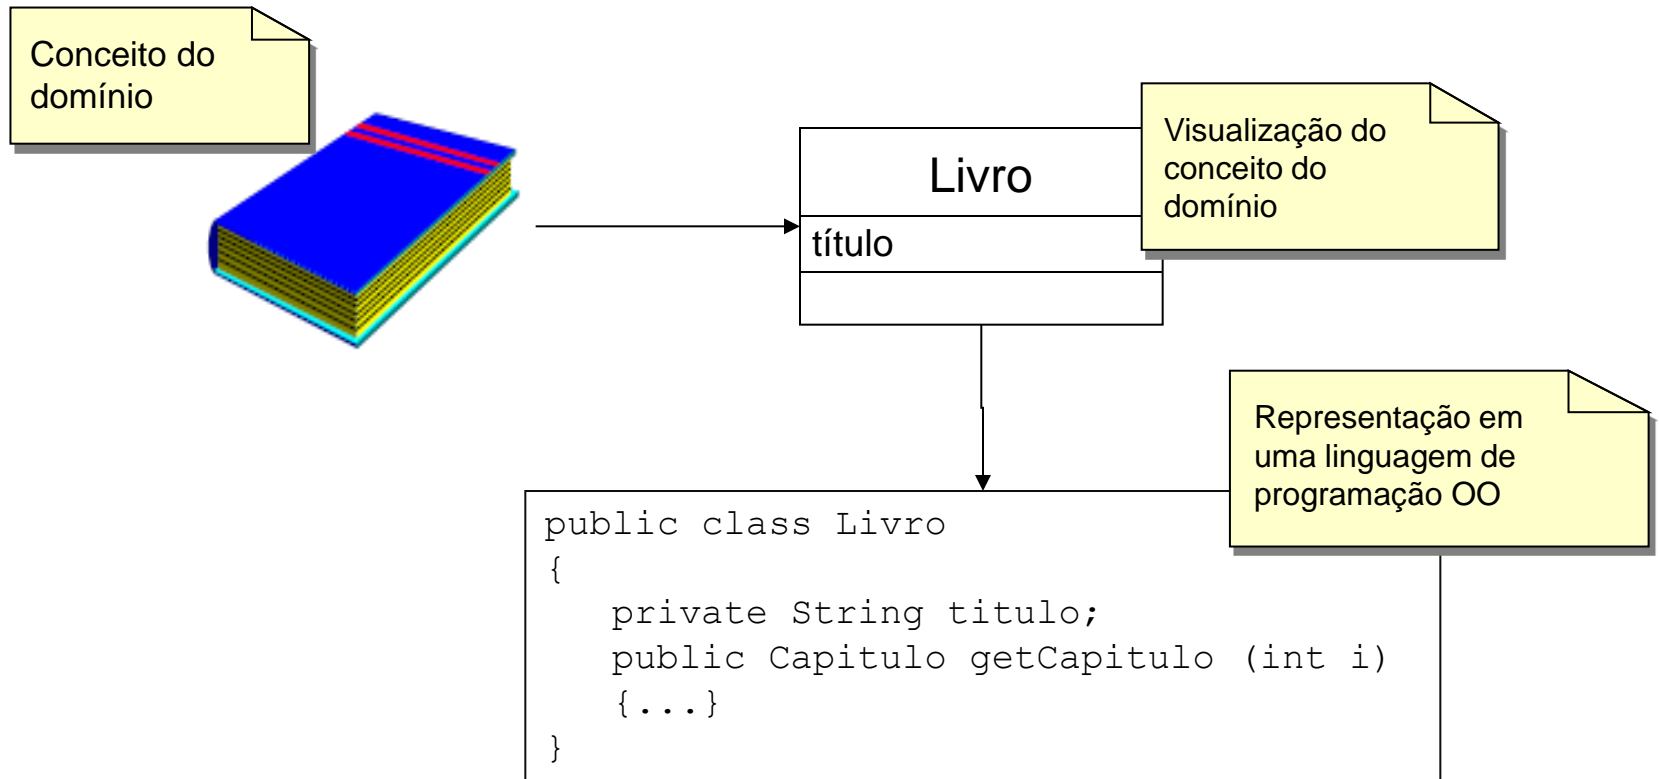 Conceito do
domínio
Livro
título
Visualização do
conceito do
domínio
Representação em
uma linguagem de
programação OO
public class Livro
{
private String titulo;
public Capitulo getCapitulo (int i)
{...}
}